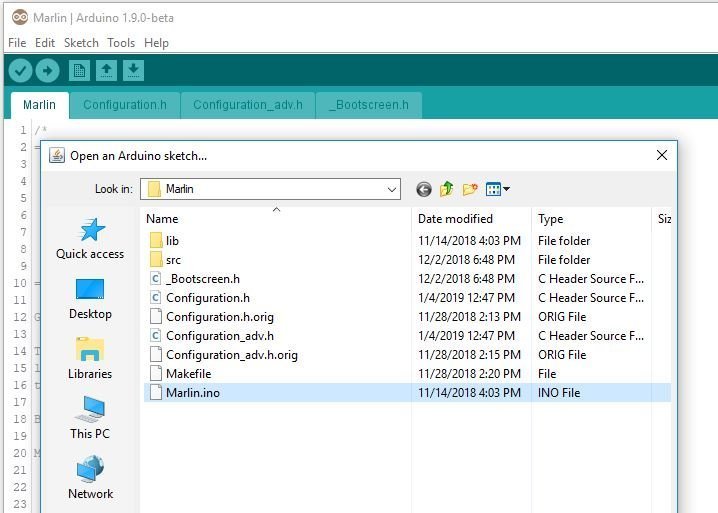 Marlin | Arduino 1.9.0-beta
File Edit Sketch Tools Help
Marlin Configuration.h Configuration_adv.h _Bootscreen.h
1 /*
2 =
3
4
5
6
Open an Arduino sketch...
Look in: Marlin
Name Date modified Type Siz
lib 11/14/2018 4:03 PM File folder
src 12/2/2018 6:48 PM File folder
_Bootscreen.h 12/2/2018 6:48 PM C Header Source F...
Configuration.h 1/4/2019 12:47 PM C Header Source F...
Configuration.h.orig 11/28/2018 2:13 PM ORIG File
Configuration_adv.h 1/4/2019 12:47 PM C Header Source F...
Configuration_adv.h.orig 11/28/2018 2:15 PM ORIG File
Makefile 11/28/2018 2:20 PM File
Marlin.ino 11/14/2018 4:03 PM INO File
Quick access
Desktop
Libraries
This PC
Network
7
8
9
10 =
11
12 G
13
14 T
15 l
16 t
17
18 B
19
20 M
21
22
23